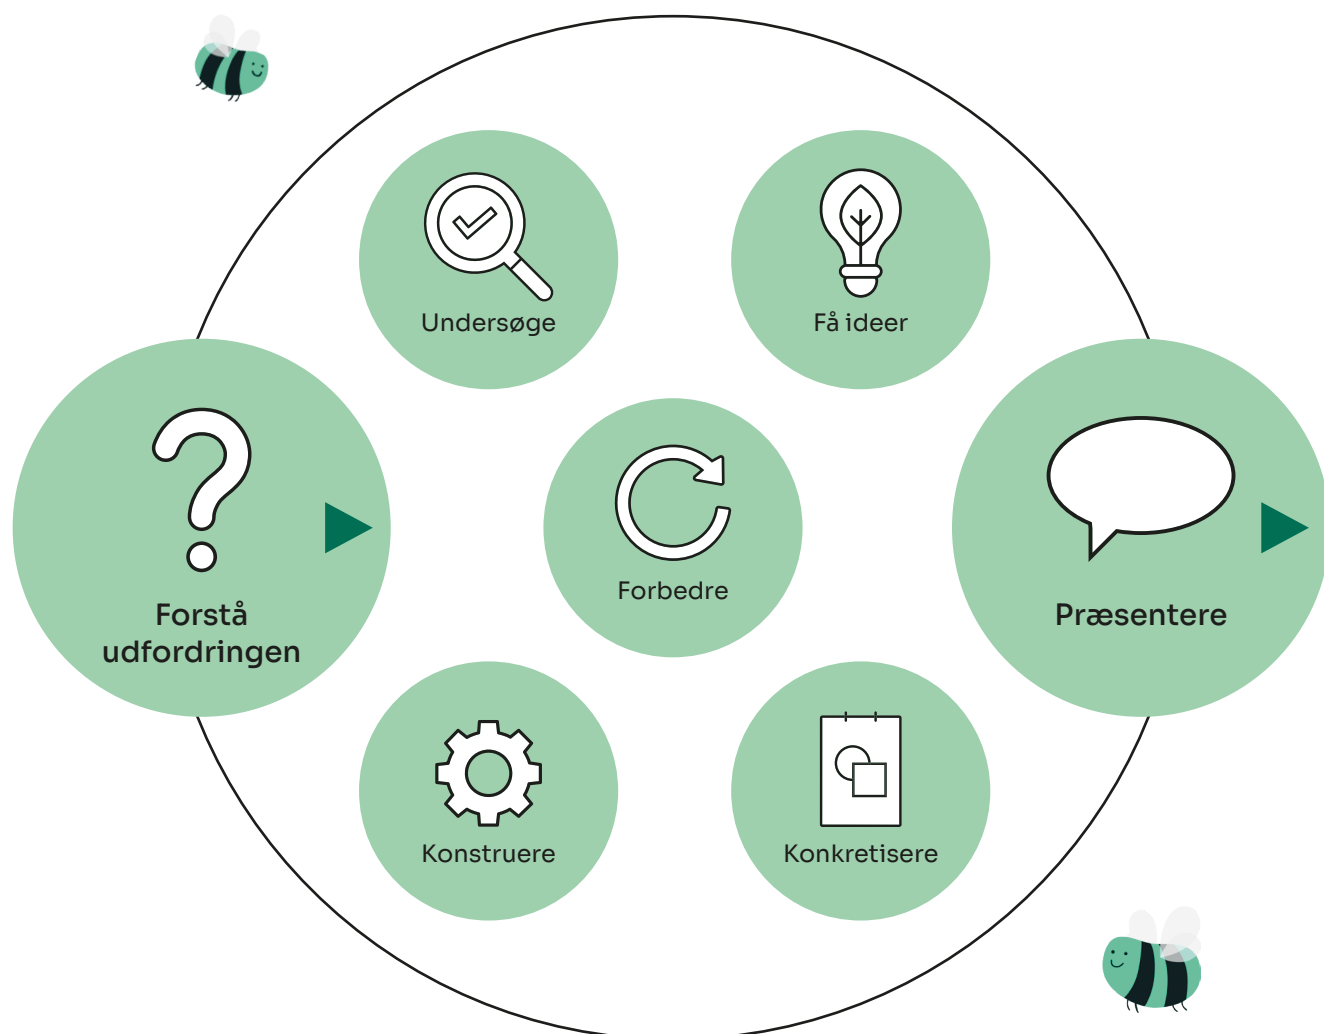 Undersøge
Få ideer
Forstå
udfordringen
Forbedre
Præsentere
Konstruere
Konkretisere